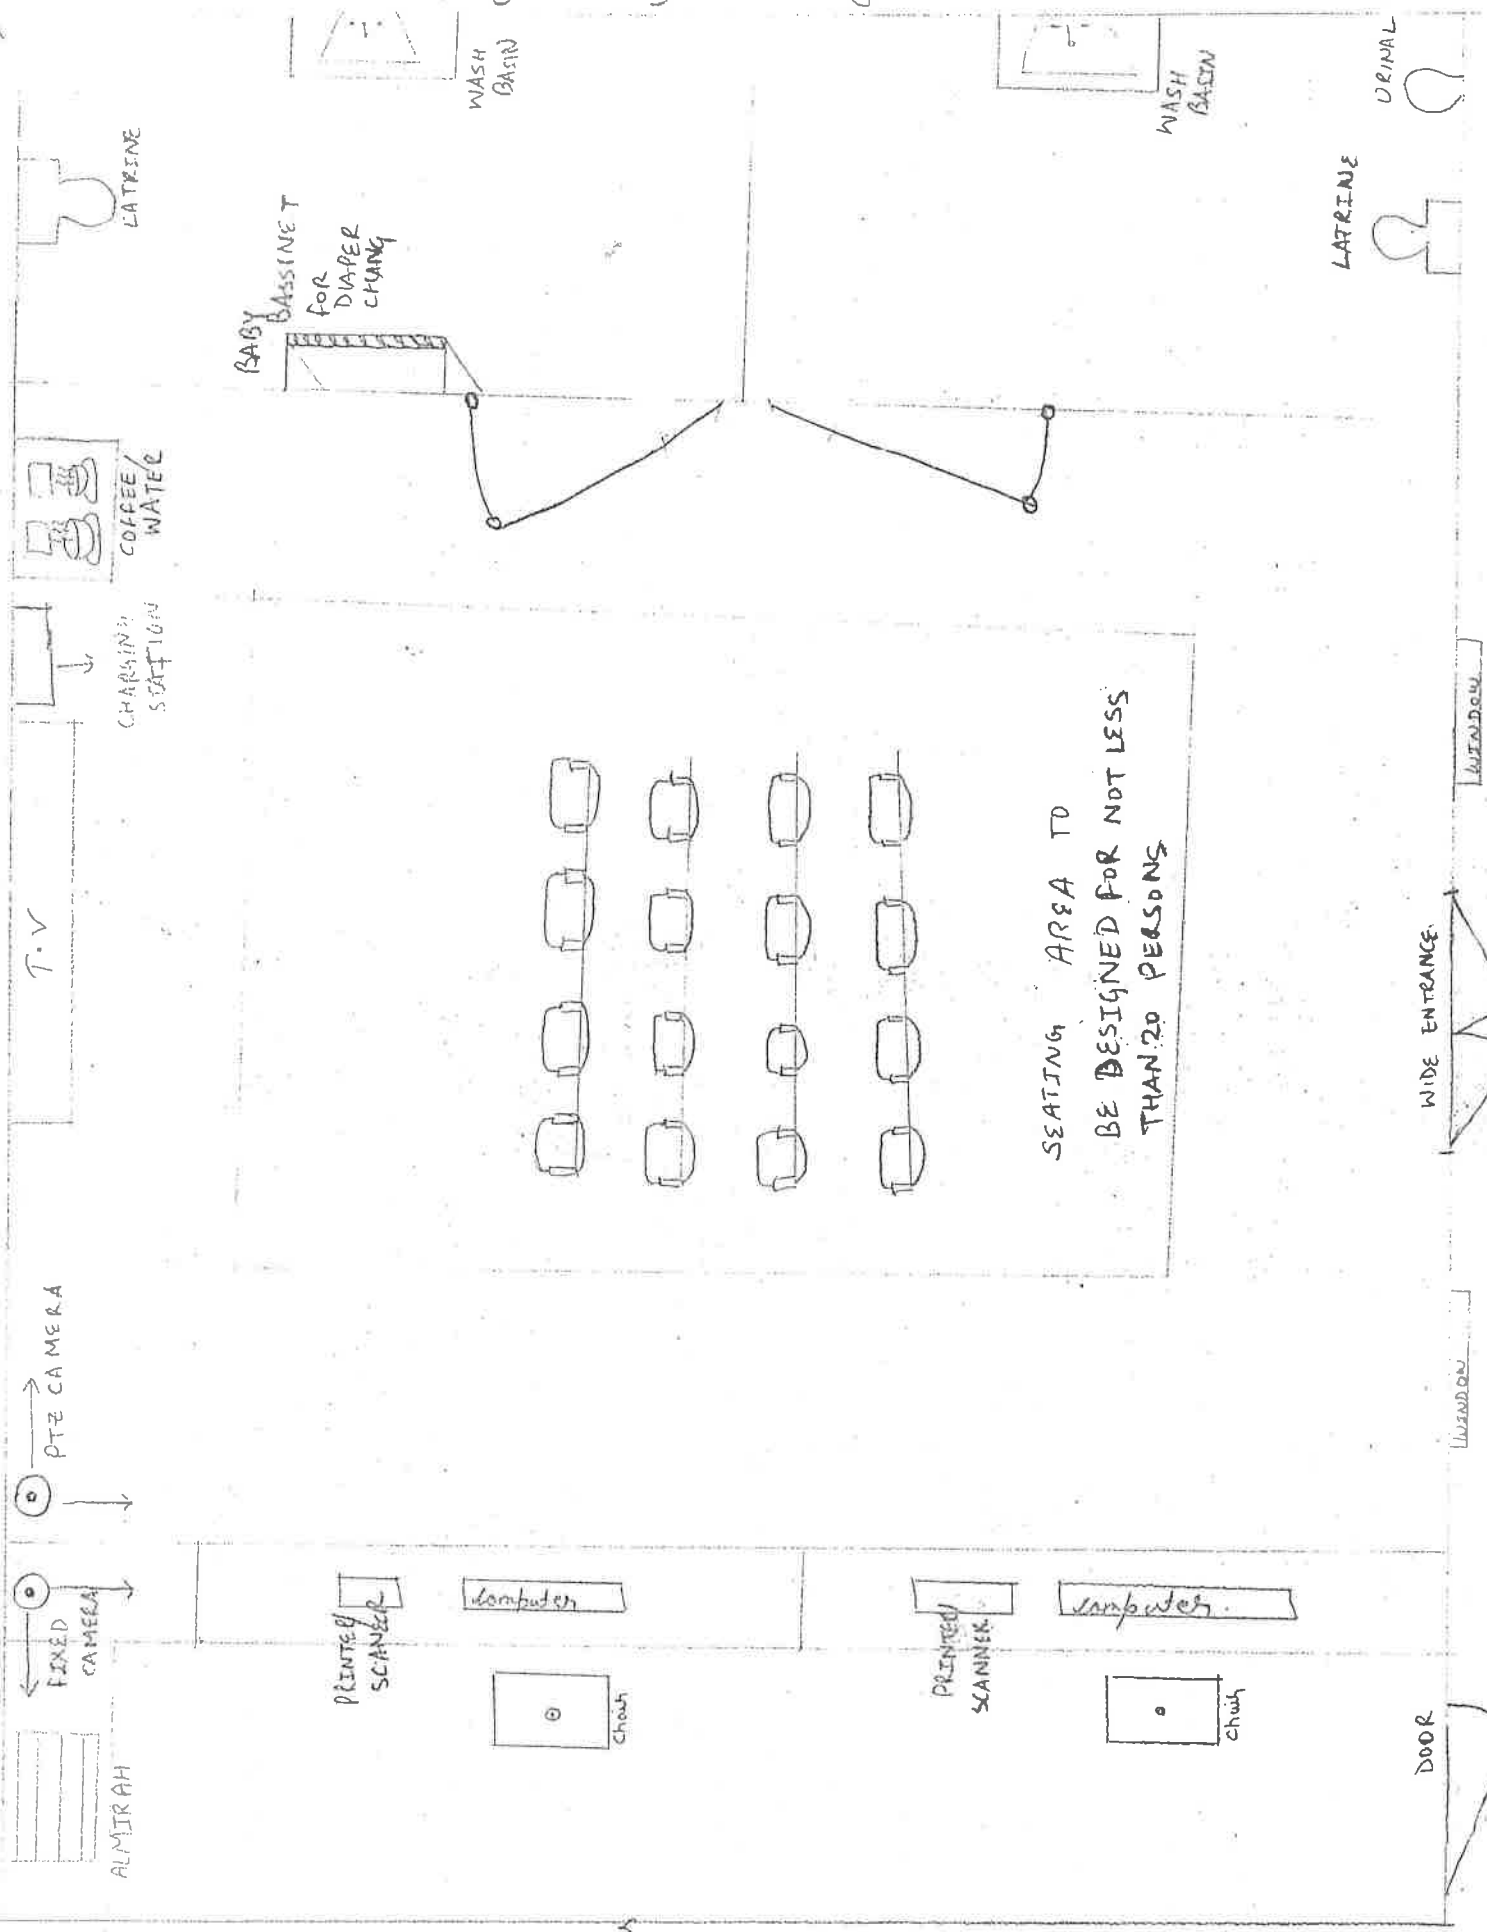 ALMIRAH
FIXED
CAMERA
PTZ CAMERA
T.V
CHARGING
STATION
COFFEE/
WATER
LATRINE
PRINTER/
SCANER
BABY
BASSINET
FOR
DIAPER
CHANG
WASH
BASIN
Computer
Chair
PRINTER/
SCANNER
SEATING AREA TO
BE DESIGNED FOR NOT LESS
THAN 20 PERSONS
WASH
BASIN
Computer
Chair
LATRINE
URINAL
DOOR
WINDOW
WIDE ENTRANCE.
WINDOW